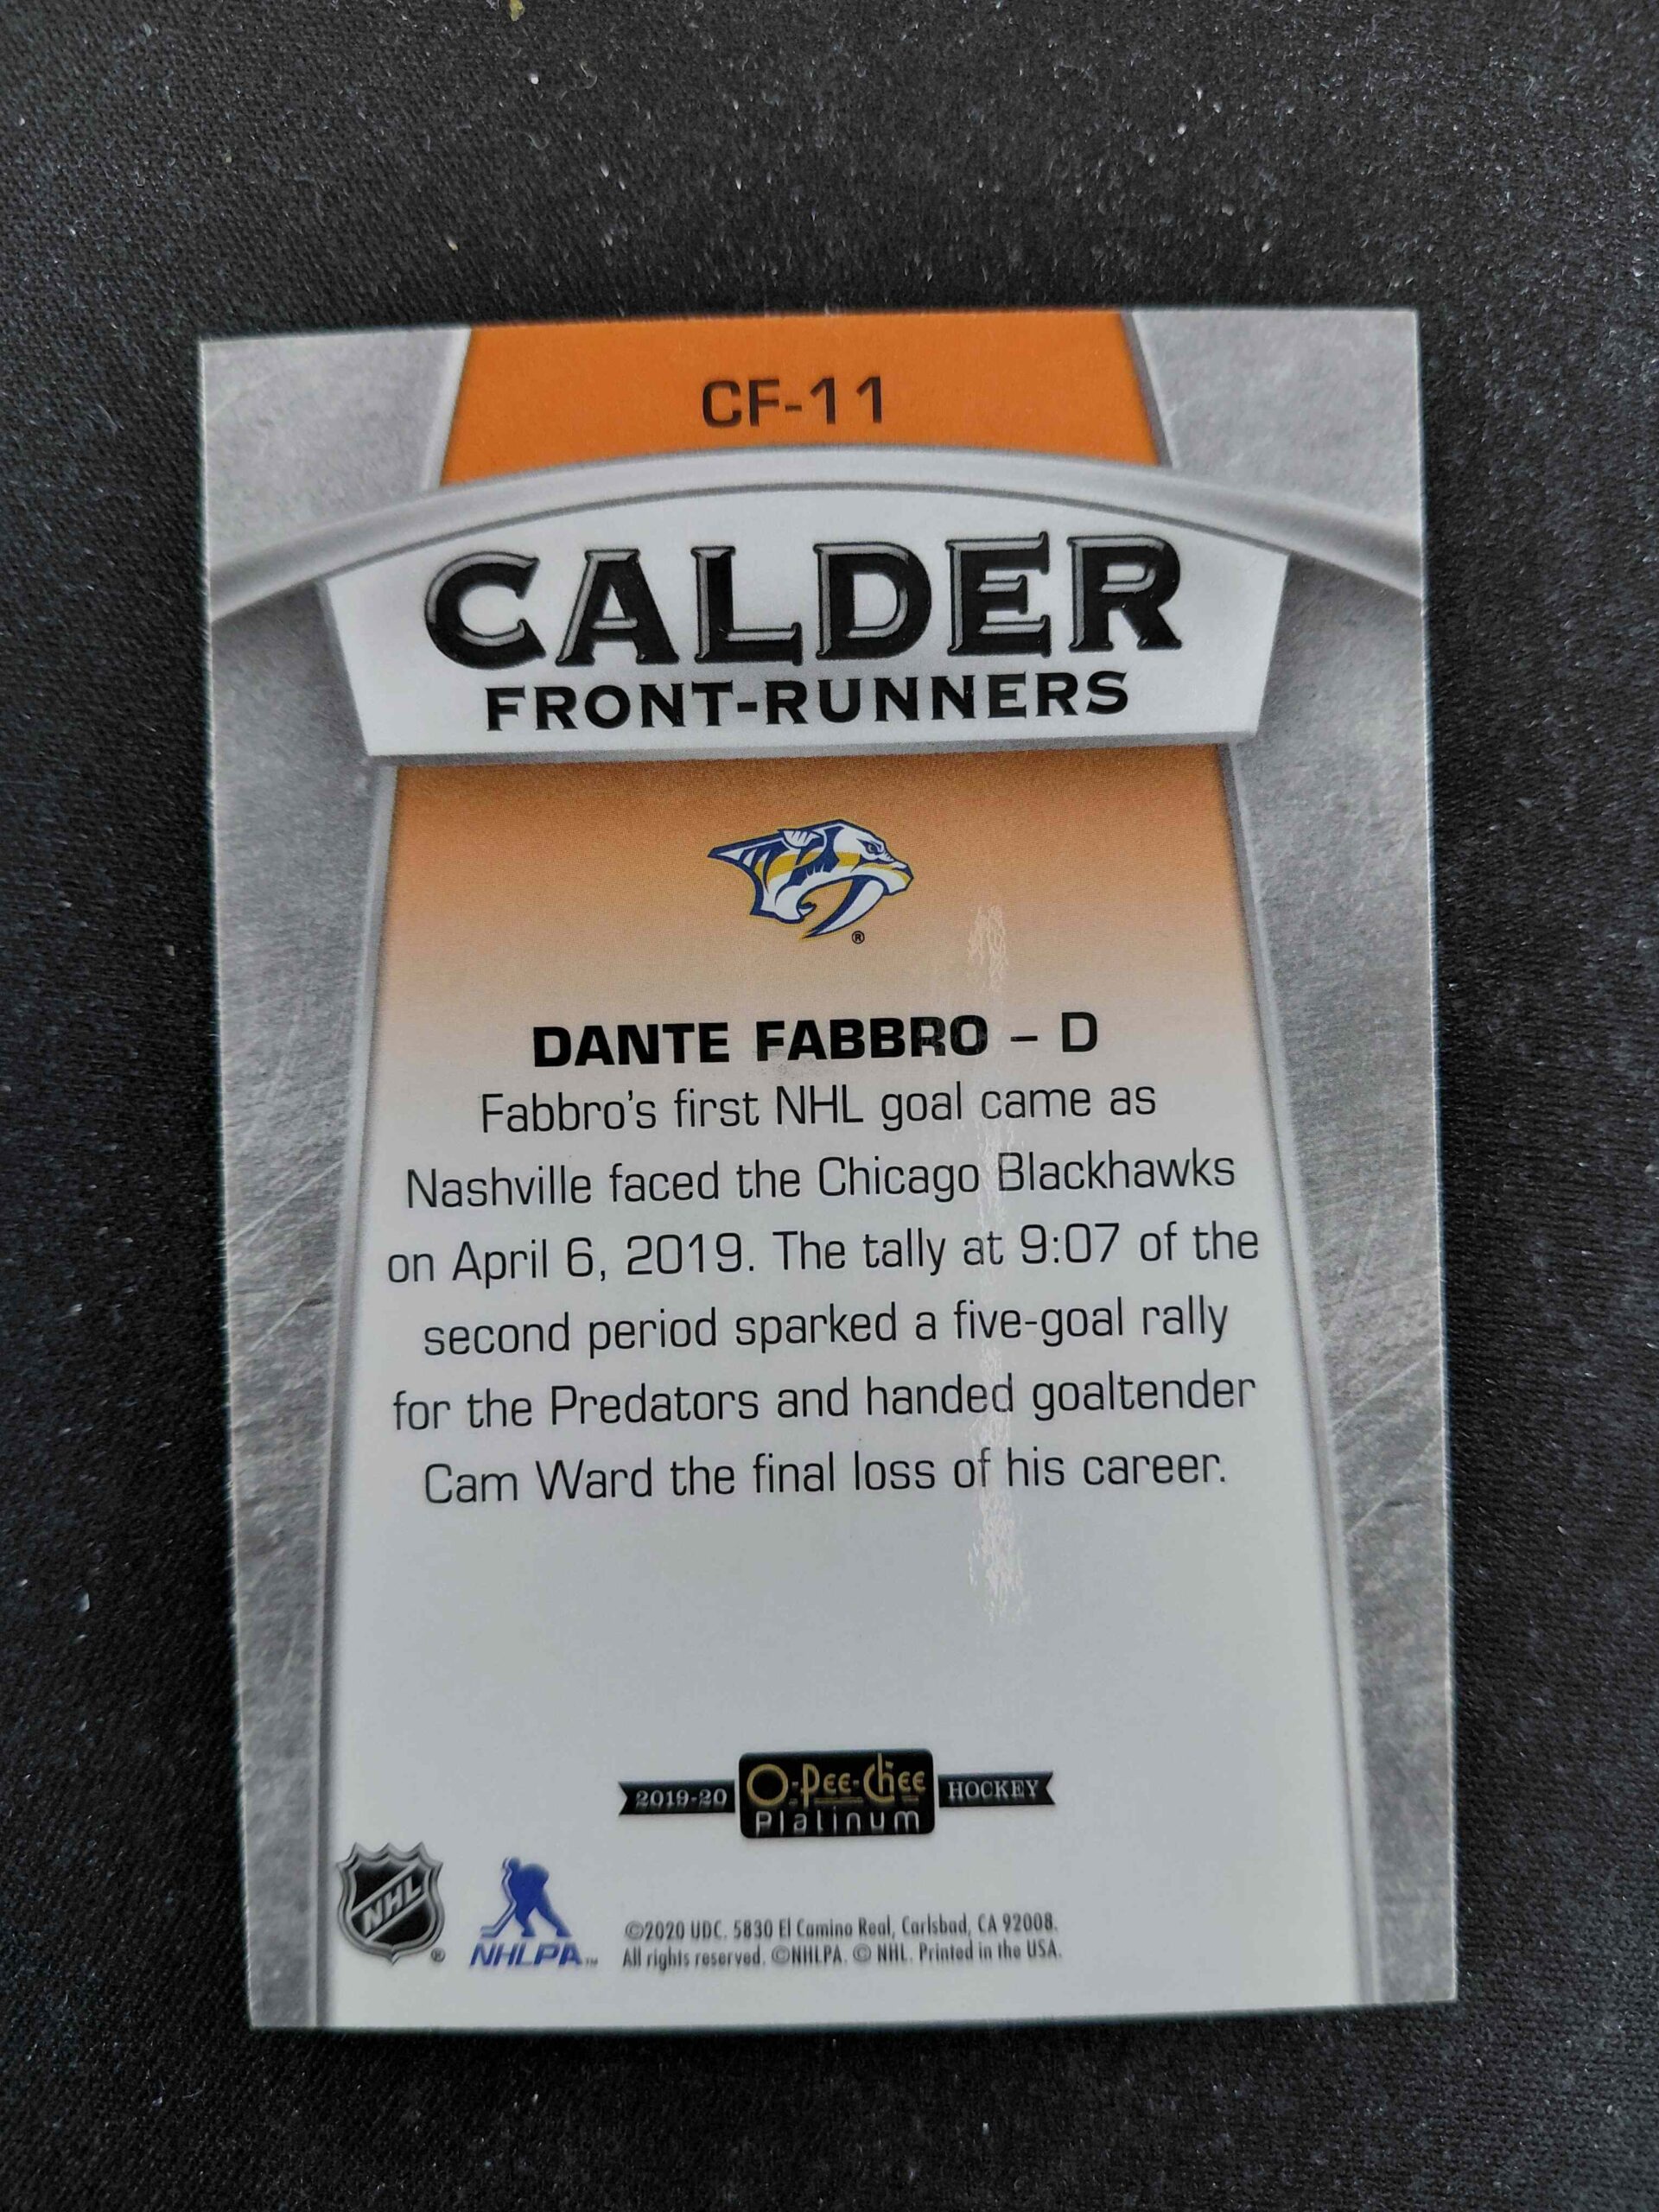 CF-11
CALDER
FRONT-RUNNERS
®
DANTE FABBRO – D
Fabbro's first NHL goal came as
Nashville faced the Chicago Blackhawks
on April 6, 2019. The tally at 9:07 of the
second period sparked a five-goal rally
for the Predators and handed goaltender
Cam Ward the final loss of his career.
2019-20 O-Pee-Chee HOCKEY
Platinum
NHL ®
NHLPA™
©2020 UDC. 5830 El Camino Real, Carlsbad, CA 92008.
All rights reserved. ©NHLPA. © NHL. Printed in the USA.